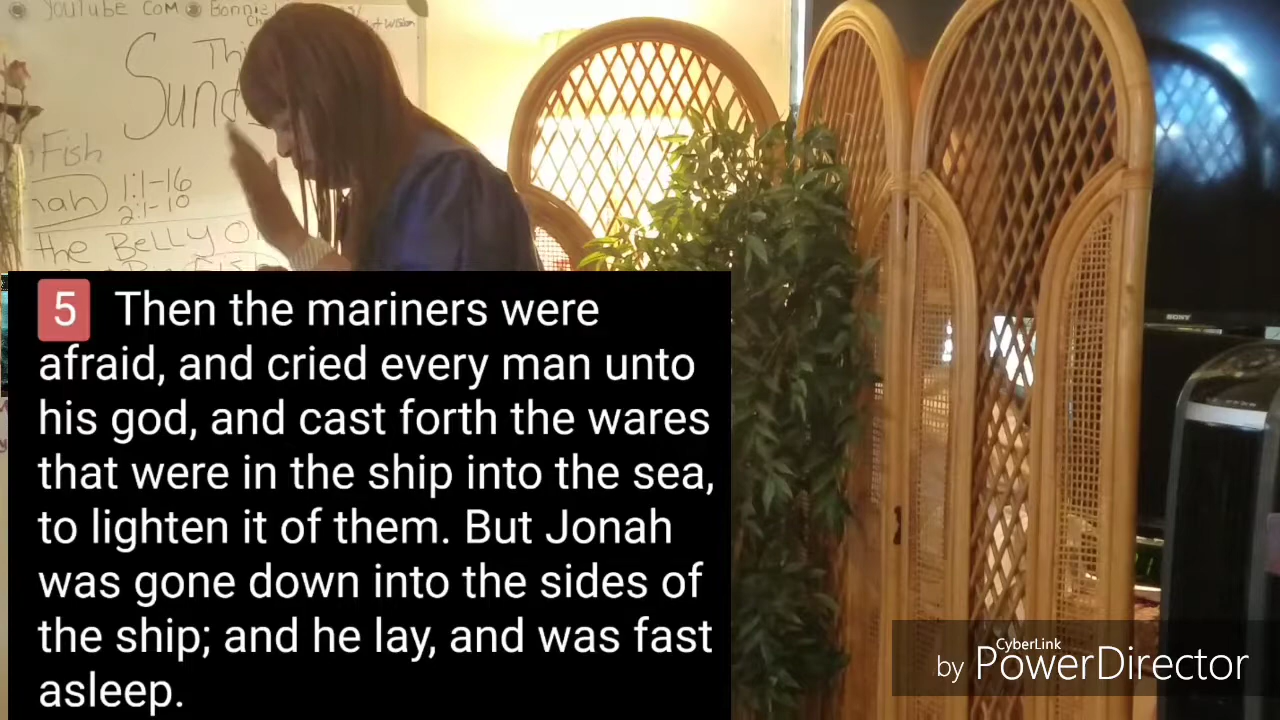 YouTube Com Bonnie
Sunda
Fish
nah 1:1-16
2:1-10
the Belly O
5 Then the mariners were
afraid, and cried every man unto
his god, and cast forth the wares
that were in the ship into the sea,
to lighten it of them. But Jonah
was gone down into the sides of
the ship; and he lay, and was fast
asleep.
SONY
CyberLink
by PowerDirector